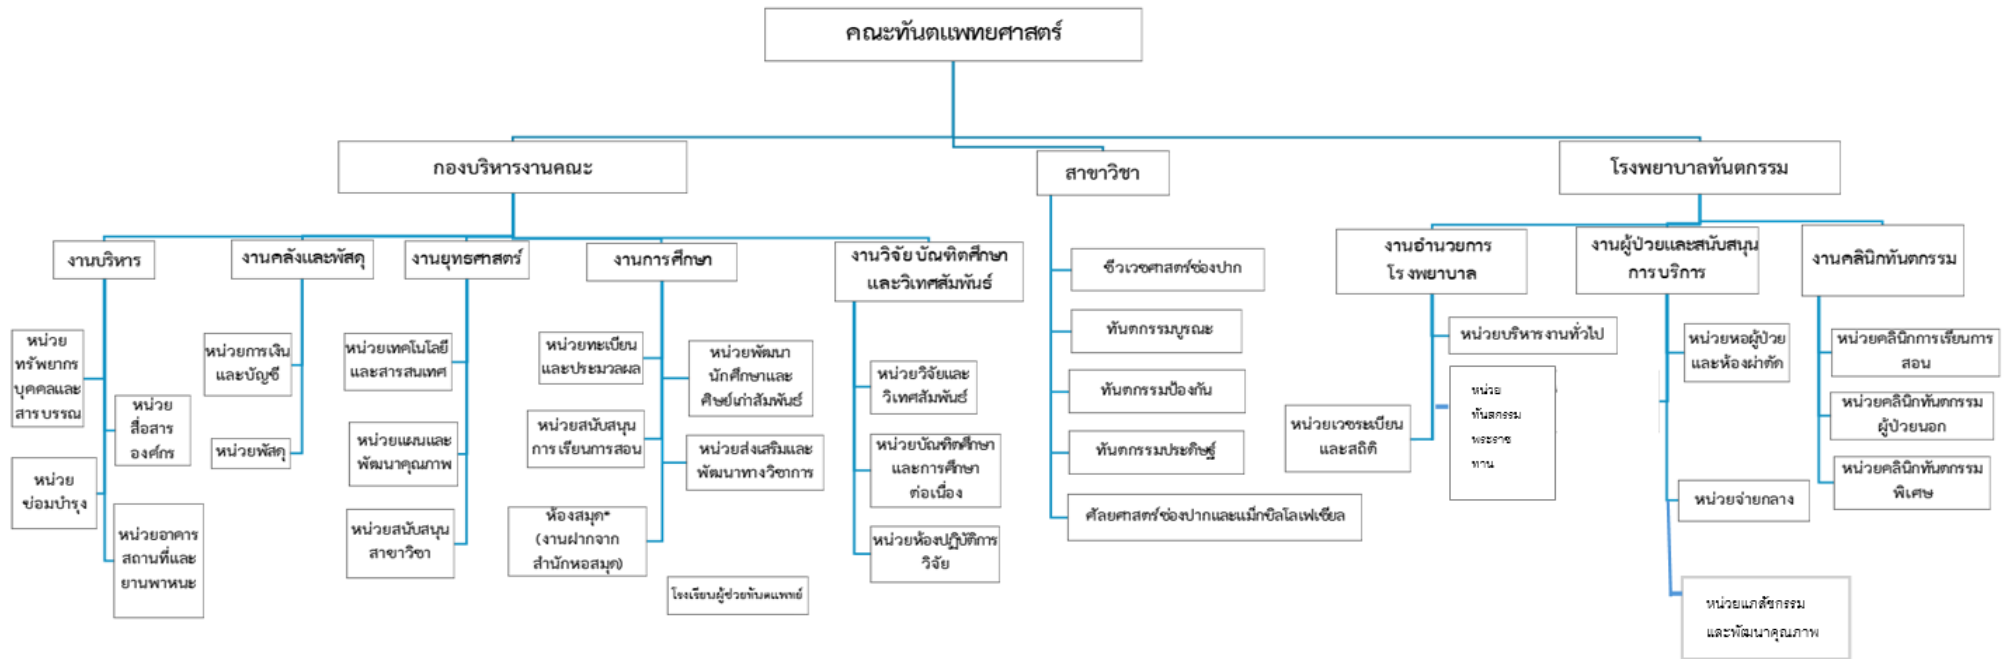 คณะทันตแพทยศาสตร์
กองบริหารงานคณะ
สาขาวิชา
โรงพยาบาลทันตกรรม
งานบริหาร
งานคลังและพัสดุ
งานยุทธศาสตร์
งานการศึกษา
งานวิจัย บัณฑิตศึกษา
และวิเทศสัมพันธ์
งานอำนวยการ
โรงพยาบาล
งานผู้ป่วยและสนับสนุน
การบริการ
งานคลินิกทันตกรรม
หน่วย
ทรัพยากร
บุคคลและ
สารบรรณ
หน่วย
สื่อสาร
องค์กร
หน่วย
ซ่อมบำรุง
หน่วยอาคาร
สถานที่และ
ยานพาหนะ
หน่วยการเงิน
และบัญชี
หน่วยพัสดุ
หน่วยเทคโนโลยี
และสารสนเทศ
หน่วยแผนและ
พัฒนาคุณภาพ
หน่วยสนับสนุน
สาขาวิชา
หน่วยทะเบียน
และประมวลผล
หน่วยพัฒนา
นักศึกษาและ
ศิษย์เก่าสัมพันธ์
หน่วยสนับสนุน
การเรียนการสอน
หน่วยส่งเสริมและ
พัฒนาทางวิชาการ
ห้องสมุด*
(งานฝากจาก
สำนักหอสมุด)
โรงเรียนผู้ช่วยทันตแพทย์
หน่วยวิจัยและ
วิเทศสัมพันธ์
หน่วยบัณฑิตศึกษา
และการศึกษา
ต่อเนื่อง
หน่วยห้องปฏิบัติการ
วิจัย
ชีวเวชศาสตร์ช่องปาก
ทันตกรรมบูรณะ
ทันตกรรมป้องกัน
ทันตกรรมประดิษฐ์
ศัลยศาสตร์ช่องปากและแม็กซิลโลเฟเชียล
หน่วยบริหารงานทั่วไป
หน่วย
ทันตกรรม
พระราช
ทาน
หน่วยเวชระเบียน
และสถิติ
หน่วยหอผู้ป่วย
และห้องผ่าตัด
หน่วยจ่ายกลาง
หน่วยเภสัชกรรม
และพัฒนาคุณภาพ
หน่วยคลินิกการเรียนการ
สอน
หน่วยคลินิกทันตกรรม
ผู้ป่วยนอก
หน่วยคลินิกทันตกรรม
พิเศษ